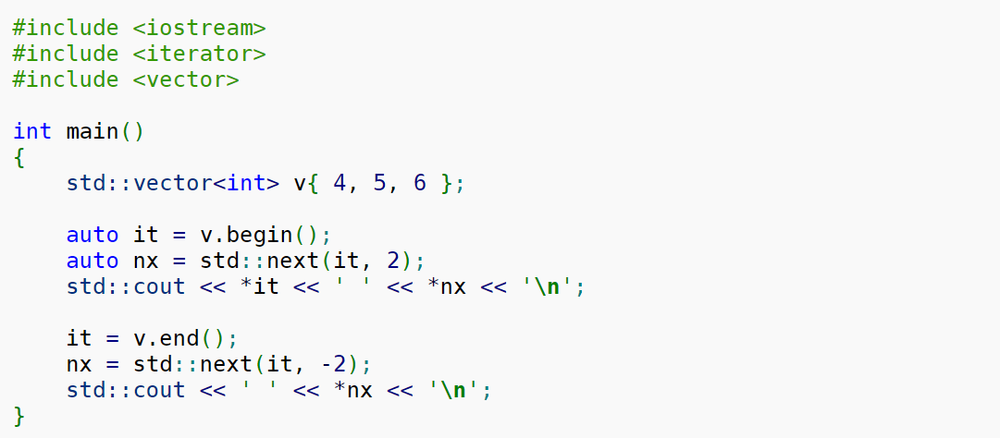 #include <iostream>
#include <iterator>
#include <vector>

int main()
{
    std::vector<int> v{ 4, 5, 6 };

    auto it = v.begin();
    auto nx = std::next(it, 2);
    std::cout << *it << ' ' << *nx << '\n';

    it = v.end();
    nx = std::next(it, -2);
    std::cout << ' ' << *nx << '\n';
}